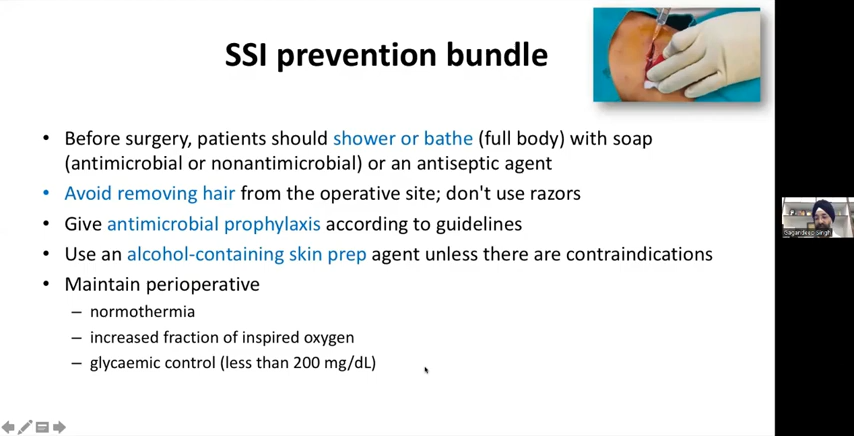 SSI prevention bundle
• Before surgery, patients should shower or bathe (full body) with soap
(antimicrobial or nonantimicrobial) or an antiseptic agent
• Avoid removing hair from the operative site; don't use razors
• Give antimicrobial prophylaxis according to guidelines
• Use an alcohol-containing skin prep agent unless there are contraindications
• Maintain perioperative
– normothermia
– increased fraction of inspired oxygen
– glycaemic control (less than 200 mg/dL)
Gagandeep Singh